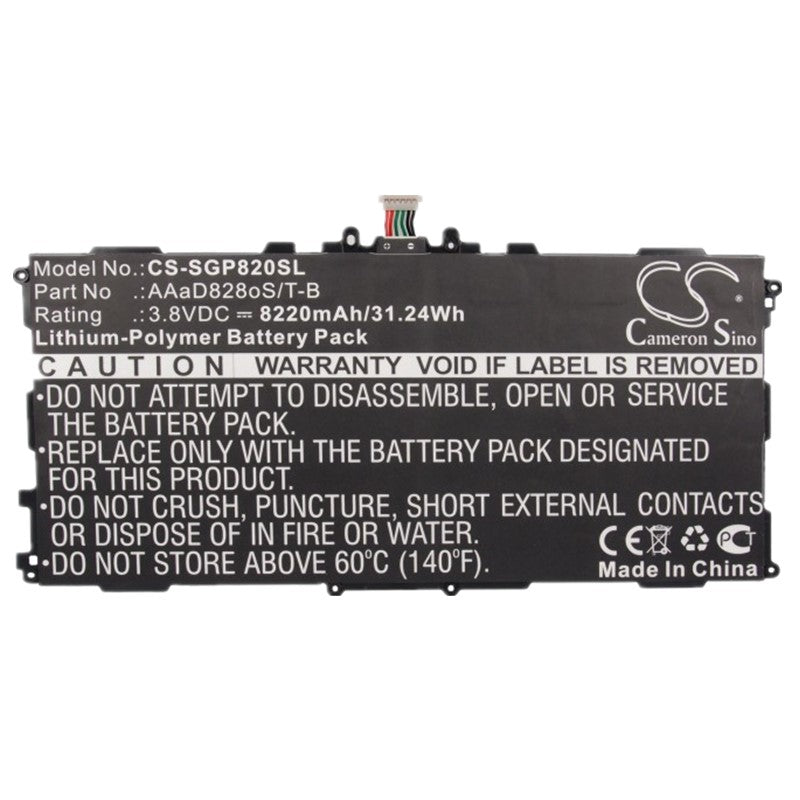 Model No.: CS-SGP820SL
Part No :AAaD828oS/T-B
Rating :3.8VDC ⎓ 8220mAh/31.24Wh
Lithium-Polymer Battery Pack
CS
Cameron Sino
CAUTION WARRANTY VOID IF LABEL IS REMOVED
•DO NOT ATTEMPT TO DISASSEMBLE, OPEN OR SERVICE
THE BATTERY PACK.
•REPLACE ONLY WITH THE BATTERY PACK DESIGNATED
FOR THIS PRODUCT.
•DO NOT CRUSH, PUNCTURE, SHORT EXTERNAL CONTACTS
OR DISPOSE OF IN FIRE OR WATER.
•DO NOT STORE ABOVE 60°C (140°F).
CE PCT
Made In China